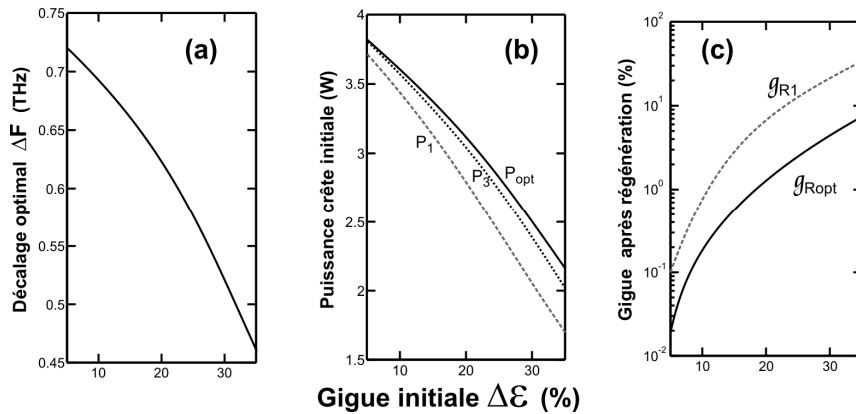 (a)
Décalage optimal ΔF (THz)
0.75
0.7
0.65
0.6
0.55
0.5
0.45
10
20
30
(b)
Puissance crête initiale (W)
4
3.5
3
2.5
2
1.5
P1
P3
Popt
10
20
30
(c)
Gigue après régénération (%)
10²
10¹
10⁰
10⁻¹
10⁻²
gR1
gRopt
10
20
30
Gigue initiale Δε (%)